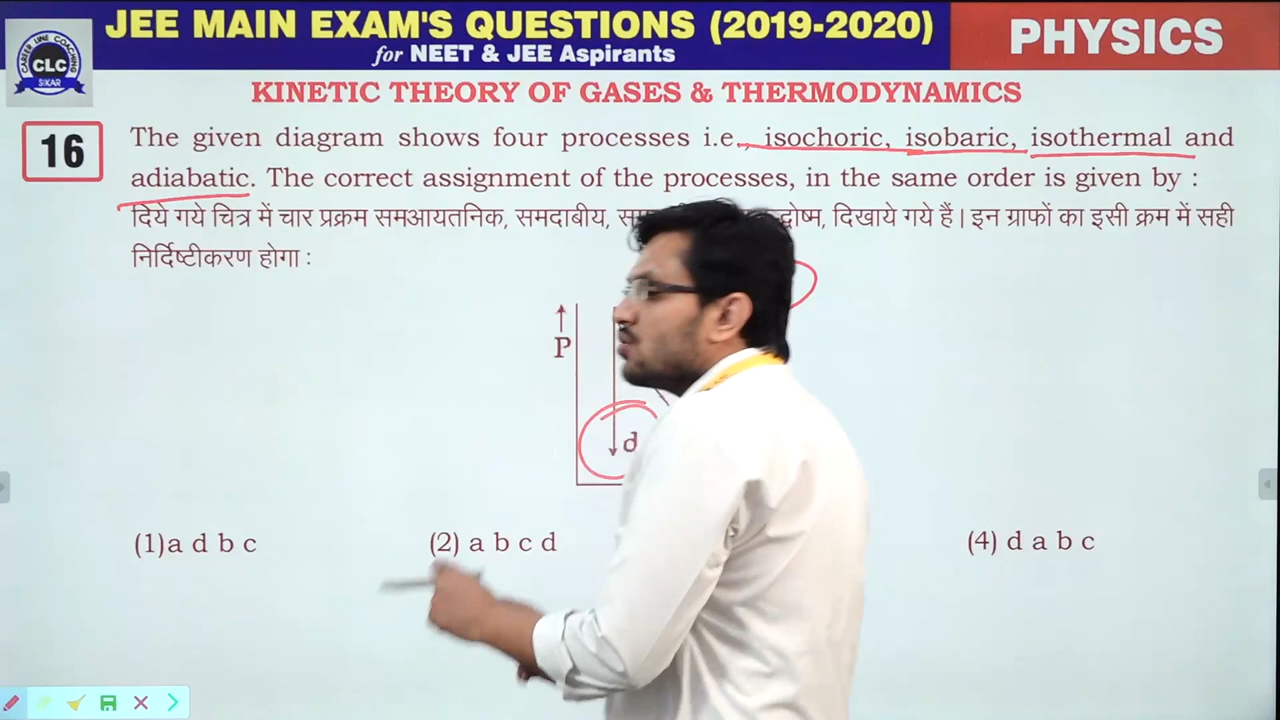 JEE MAIN EXAM'S QUESTIONS (2019-2020)
for NEET & JEE Aspirants
PHYSICS
CAREER LINE COACHING
CLC
SIKAR
KINETIC THEORY OF GASES & THERMODYNAMICS
16
The given diagram shows four processes i.e., isochoric, isobaric, isothermal and
adiabatic. The correct assignment of the processes, in the same order is given by :
दिये गये चित्र में चार प्रक्रम समआयतनिक, समदाबीय, दिखाये गये हैं। इन ग्राफों का इसी क्रम में सही
निर्दिष्टीकरण होगा :
P
d
(1)a d b c
(2) a b c d
(4) d a b c